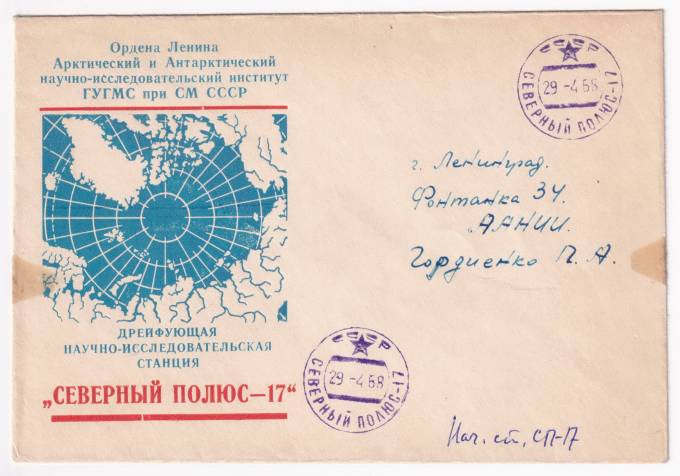 Ордена Ленина
Арктический и Антарктический
научно-исследовательский институт
ГУГМС при СМ СССР
ДРЕЙФУЮЩАЯ
НАУЧНО-ИССЛЕДОВАТЕЛЬСКАЯ
СТАНЦИЯ
„СЕВЕРНЫЙ ПОЛЮС—17“
СССР
29 -4 68
СЕВЕРНЫЙ ПОЛЮС-17
г. Ленинград.
Фонтанка 34.
ААНИИ.
Гордиенко П. А.
СССР
29 -4 68
СЕВЕРНЫЙ ПОЛЮС-17
Нач. ст. СП-17